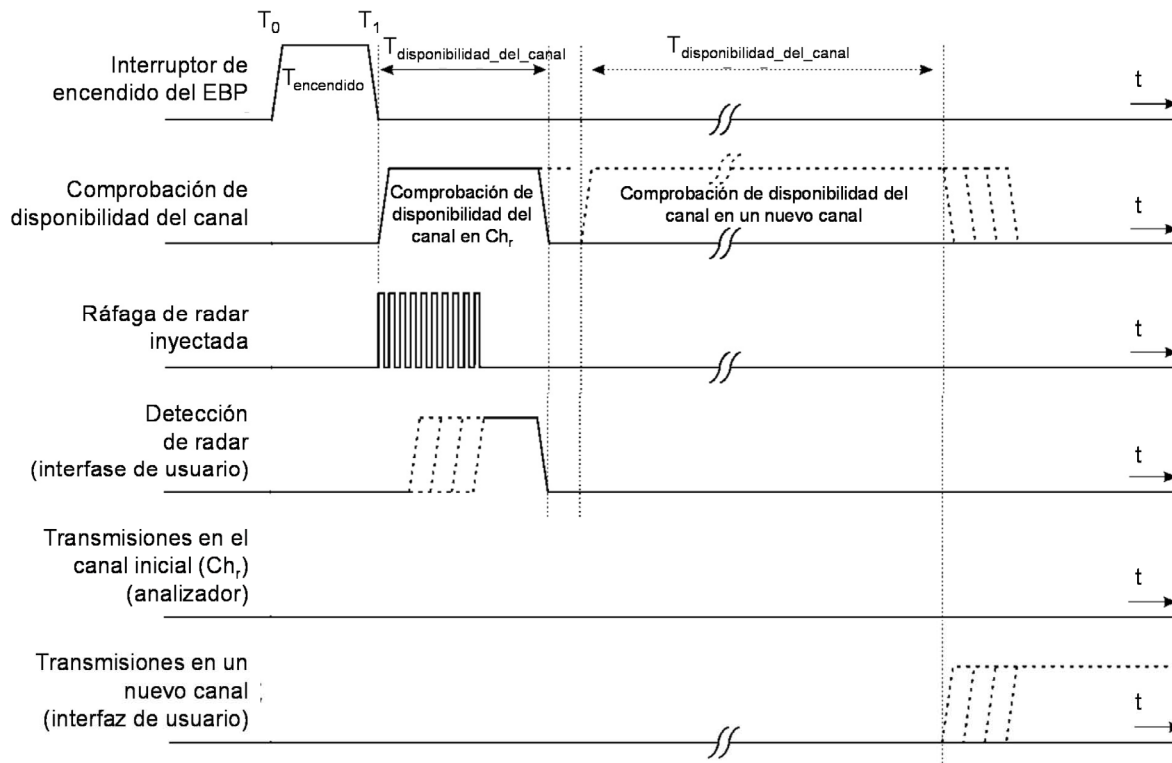 T0
T1
Tdisponibilidad_del_canal
Tdisponibilidad_del_canal
Interruptor de
encendido del EBP
Tencendido
t
Comprobación de
disponibilidad del canal
Comprobación de
disponibilidad del
canal en Chr
Comprobación de disponibilidad del
canal en un nuevo canal
t
Ráfaga de radar
inyectada
t
Detección
de radar
(interfase de usuario)
t
Transmisiones en el
canal inicial (Chr)
(analizador)
t
Transmisiones en un
nuevo canal
(interfaz de usuario)
t